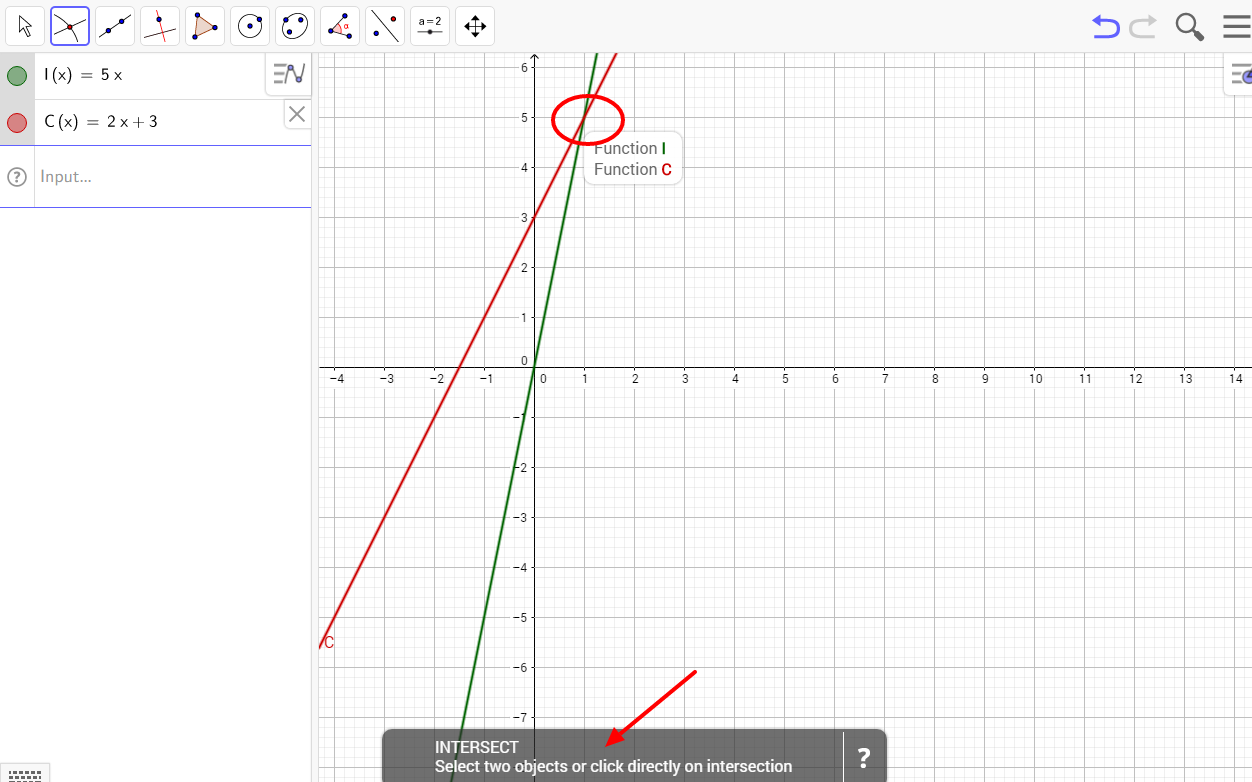 a = 2
I (x) = 5 x
C (x) = 2 x + 3
Input...
6
5
4
3
2
1
0
−4 −3 −2 −1 0 1 2 3 4 5 6 7 8 9 10 11 12 13 14
−1
−2
−3
−4
−5
−6
−7
Function I
Function C
C
INTERSECT
Select two objects or click directly on intersection
?
?
α